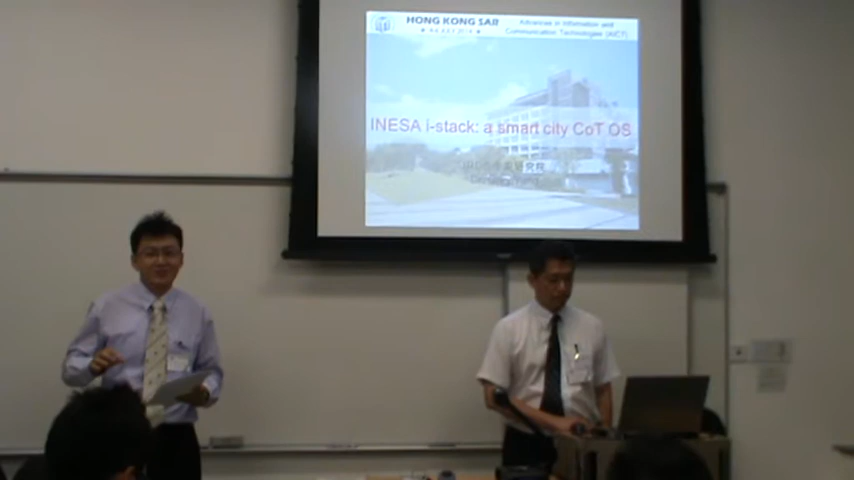 HONG KONG SAR
Advances in Information and
Communication Technologies (AICT)
INESA i-stack: a smart city CoT OS